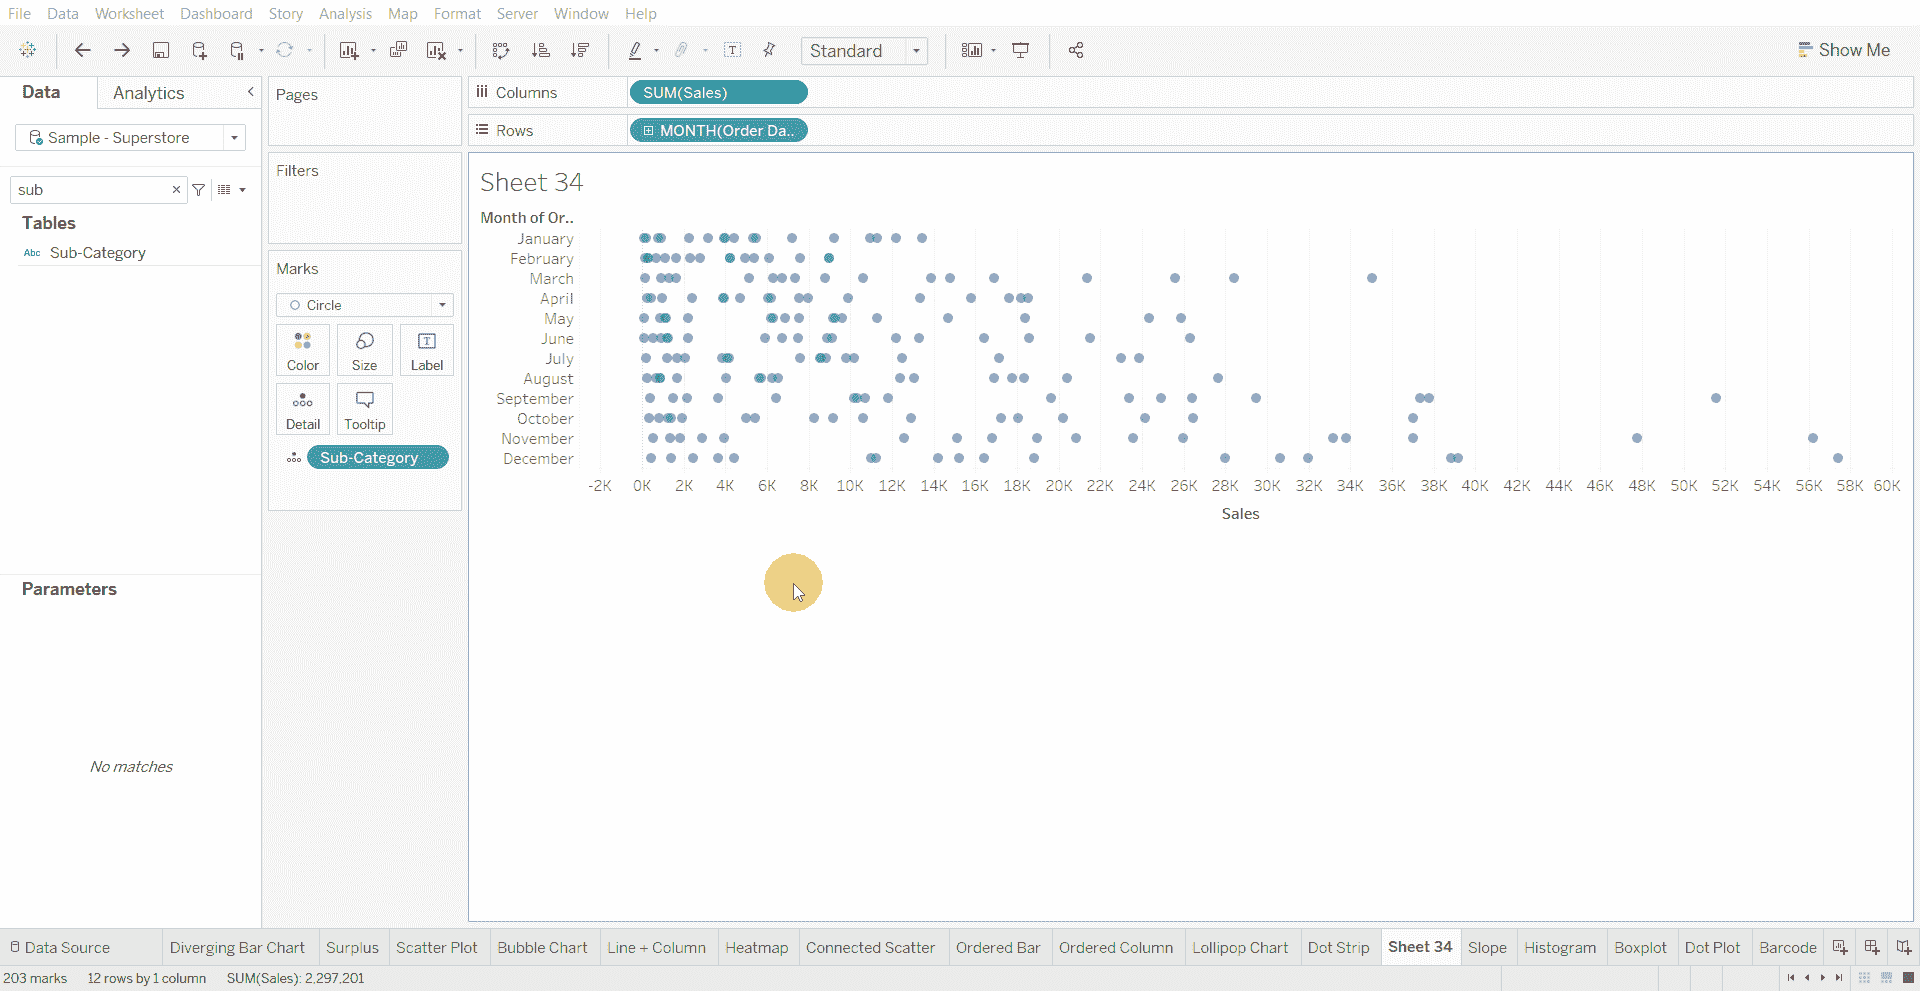 File Data Worksheet Dashboard Story Analysis Map Format Server Window Help
Standard
Show Me
Data Analytics
Sample - Superstore
sub
Tables
Abc Sub-Category
Parameters
No matches
Pages
Filters
Marks
Circle
Color Size Label
Detail Tooltip
Sub-Category
Columns SUM(Sales)
Rows MONTH(Order Da..
Sheet 34
Month of Or..
January
February
March
April
May
June
July
August
September
October
November
December
-2K 0K 2K 4K 6K 8K 10K 12K 14K 16K 18K 20K 22K 24K 26K 28K 30K 32K 34K 36K 38K 40K 42K 44K 46K 48K 50K 52K 54K 56K 58K 60K
Sales
Data Source Diverging Bar Chart Surplus Scatter Plot Bubble Chart Line + Column Heatmap Connected Scatter Ordered Bar Ordered Column Lollipop Chart Dot Strip Sheet 34 Slope Histogram Boxplot Dot Plot Barcode
203 marks 12 rows by 1 column SUM(Sales): 2,297,201